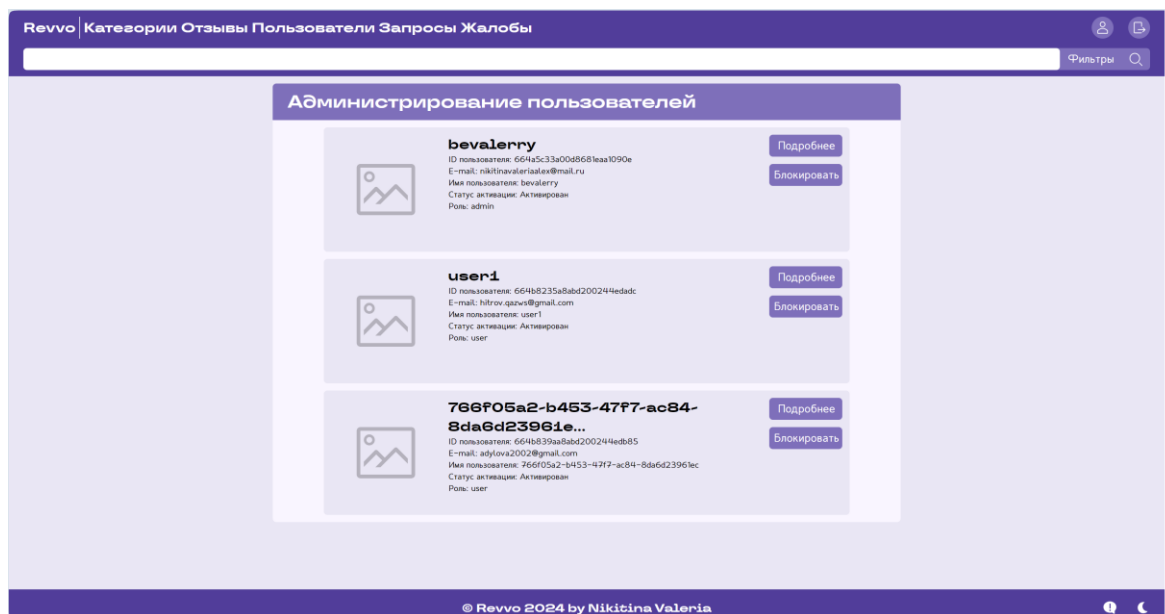 Revvo Категории Отзывы Пользователи Запросы Жалобы
Фильтры
Администрирование пользователей
bevalerry
ID пользователя: 664a5c33a00d8681eaa1090e
E-mail: nikitinavaleriaalex@mail.ru
Имя пользователя: bevalerry
Статус активации: Активирован
Роль: admin
Подробнее
Блокировать
user1
ID пользователя: 664b8235a8abd200244edadc
E-mail: hitrov.qazws@gmail.com
Имя пользователя: user1
Статус активации: Активирован
Роль: user
Подробнее
Блокировать
766f05a2-b453-47f7-ac84-
8da6d23961e...
ID пользователя: 664b839aa8abd200244edb85
E-mail: adylova2002@gmail.com
Имя пользователя: 766f05a2-b453-47f7-ac84-8da6d23961ec
Статус активации: Активирован
Роль: user
Подробнее
Блокировать
© Revvo 2024 by Nikitina Valeria